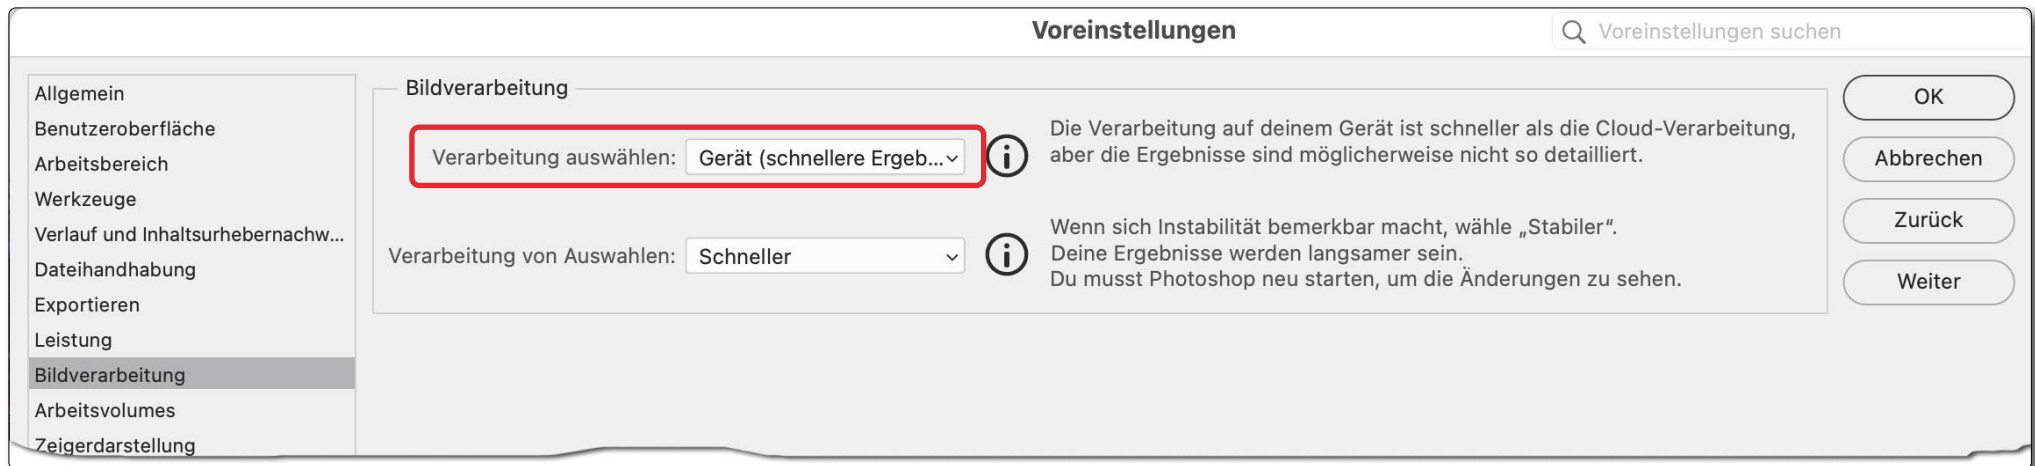 Voreinstellungen
Voreinstellungen suchen
Allgemein
Benutzeroberfläche
Arbeitsbereich
Werkzeuge
Verlauf und Inhaltsurhebernachw...
Dateihandhabung
Exportieren
Leistung
Bildverarbeitung
Arbeitsvolumes
Zeigerdarstellung
Bildverarbeitung
Verarbeitung auswählen: Gerät (schnellere Ergeb...
Die Verarbeitung auf deinem Gerät ist schneller als die Cloud-Verarbeitung,
aber die Ergebnisse sind möglicherweise nicht so detailliert.
Verarbeitung von Auswahlen: Schneller
Wenn sich Instabilität bemerkbar macht, wähle „Stabiler“.
Deine Ergebnisse werden langsamer sein.
Du musst Photoshop neu starten, um die Änderungen zu sehen.
OK
Abbrechen
Zurück
Weiter